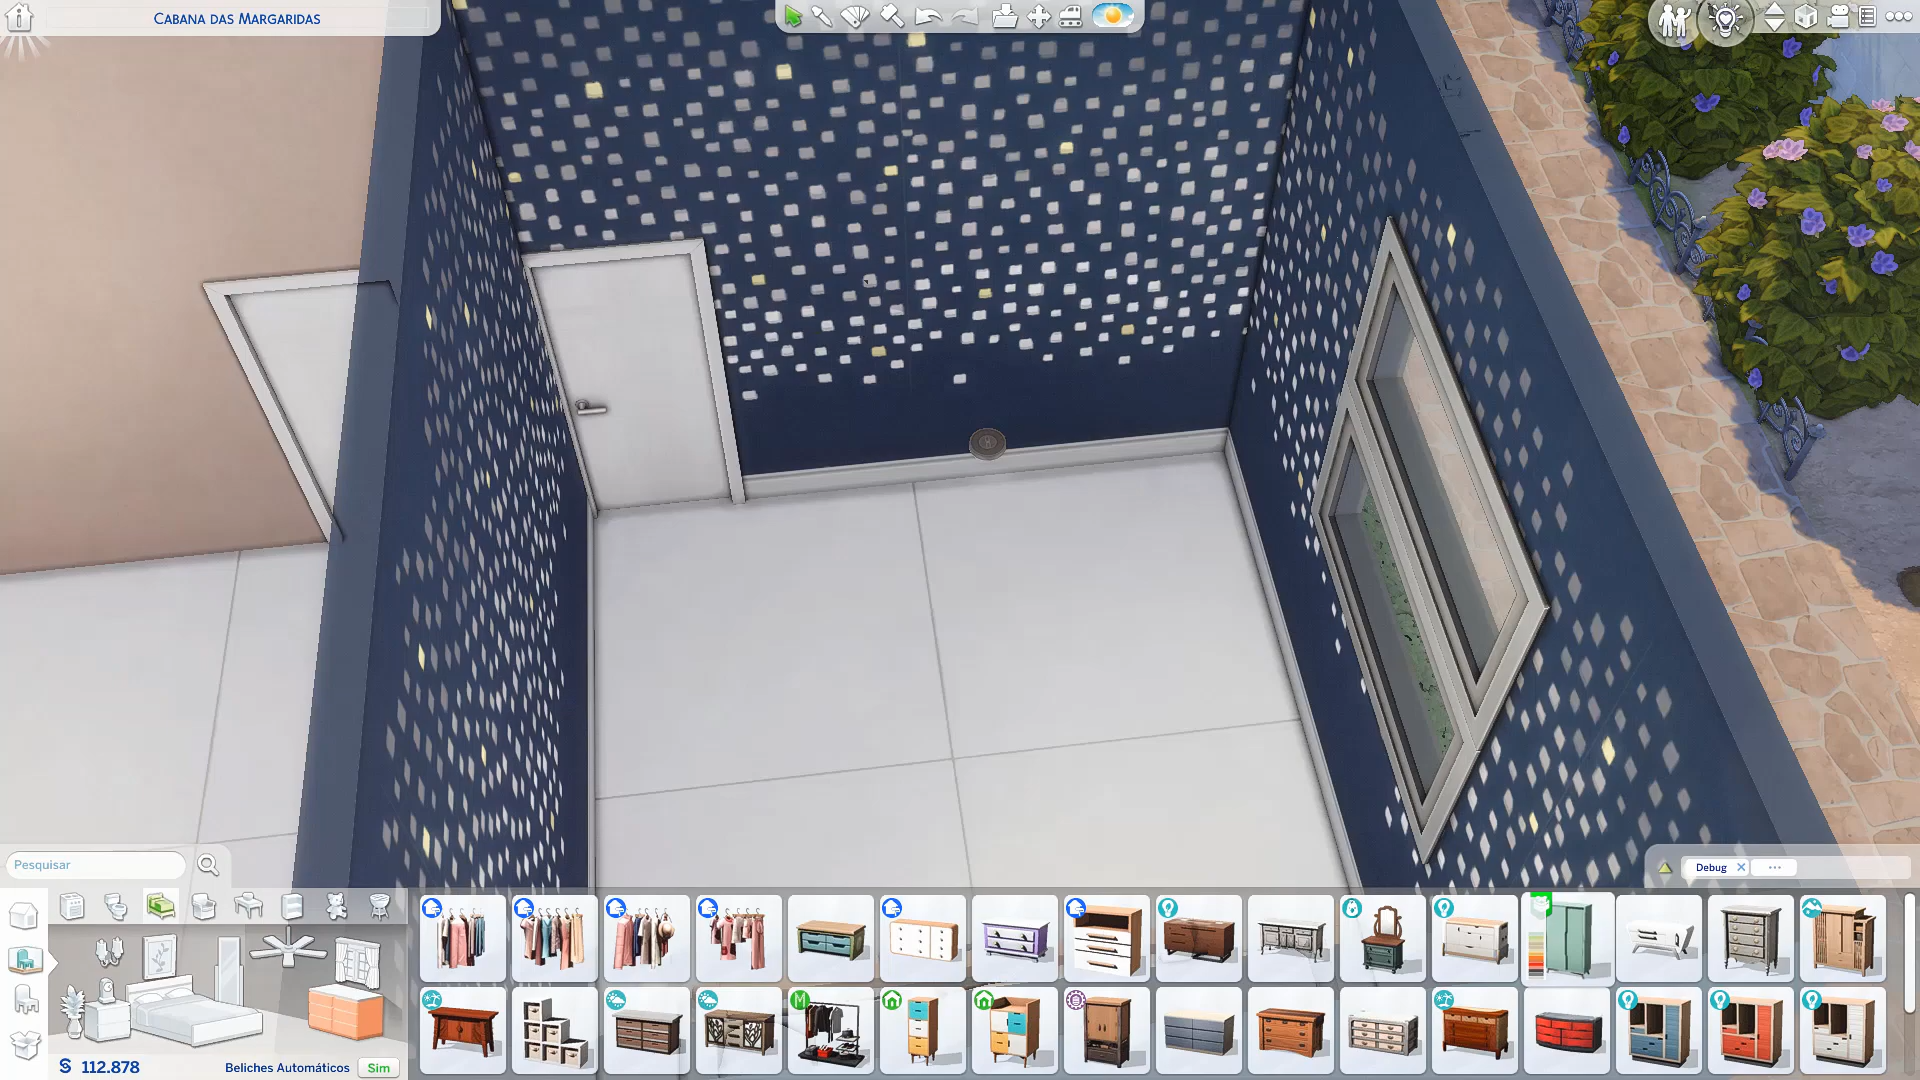 Cabana das Margaridas
Pesquisar
Debug
S 112.878
Beliches Automáticos
Sim
M